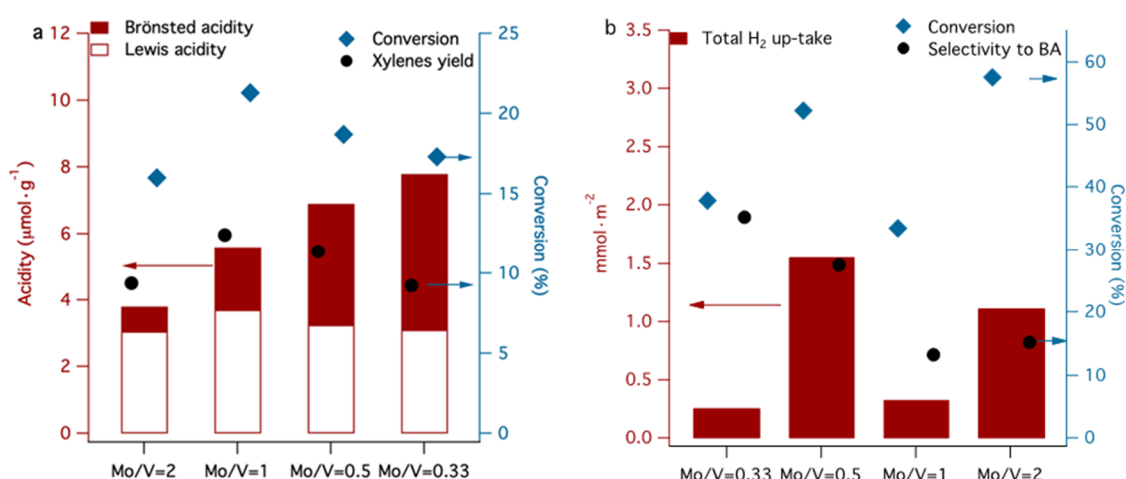 a
Brönsted acidity
Lewis acidity
Conversion
Xylenes yield
12
10
8
6
4
2
0
Acidity (μmol·g⁻¹)
25
20
15
10
5
0
Conversion (%)
Mo/V=2 Mo/V=1 Mo/V=0.5 Mo/V=0.33
b
Total H₂ up-take
Conversion
Selectivity to BA
3.5
3.0
2.5
2.0
1.5
1.0
0.5
0.0
mmol·m⁻²
60
50
40
30
20
10
0
Conversion (%)
Mo/V=0.33 Mo/V=0.5 Mo/V=1 Mo/V=2